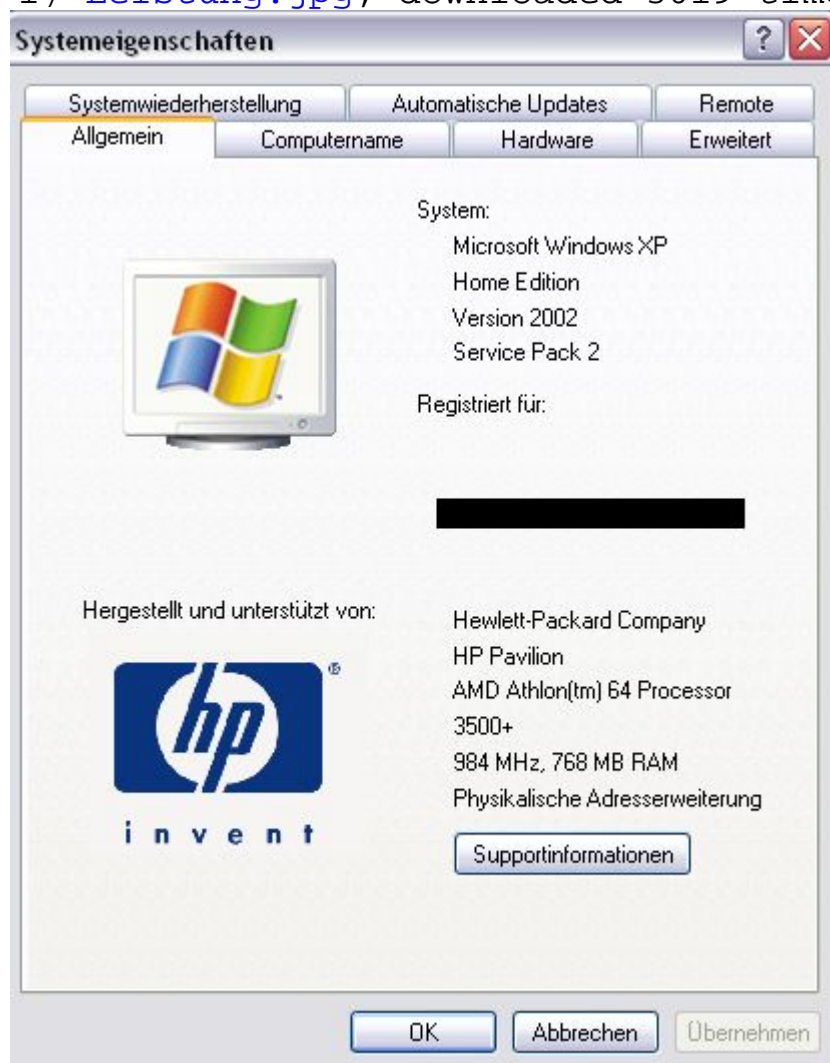 Systemeigenschaften
Systemwiederherstellung Automatische Updates Remote
Allgemein Computername Hardware Erweitert
System:
Microsoft Windows XP
Home Edition
Version 2002
Service Pack 2
Registriert für:
Hergestellt und unterstützt von:
Hewlett-Packard Company
HP Pavilion
AMD Athlon(tm) 64 Processor
3500+
984 MHz, 768 MB RAM
Physikalische Adresserweiterung
hp ®
invent
Supportinformationen
OK Abbrechen Übernehmen